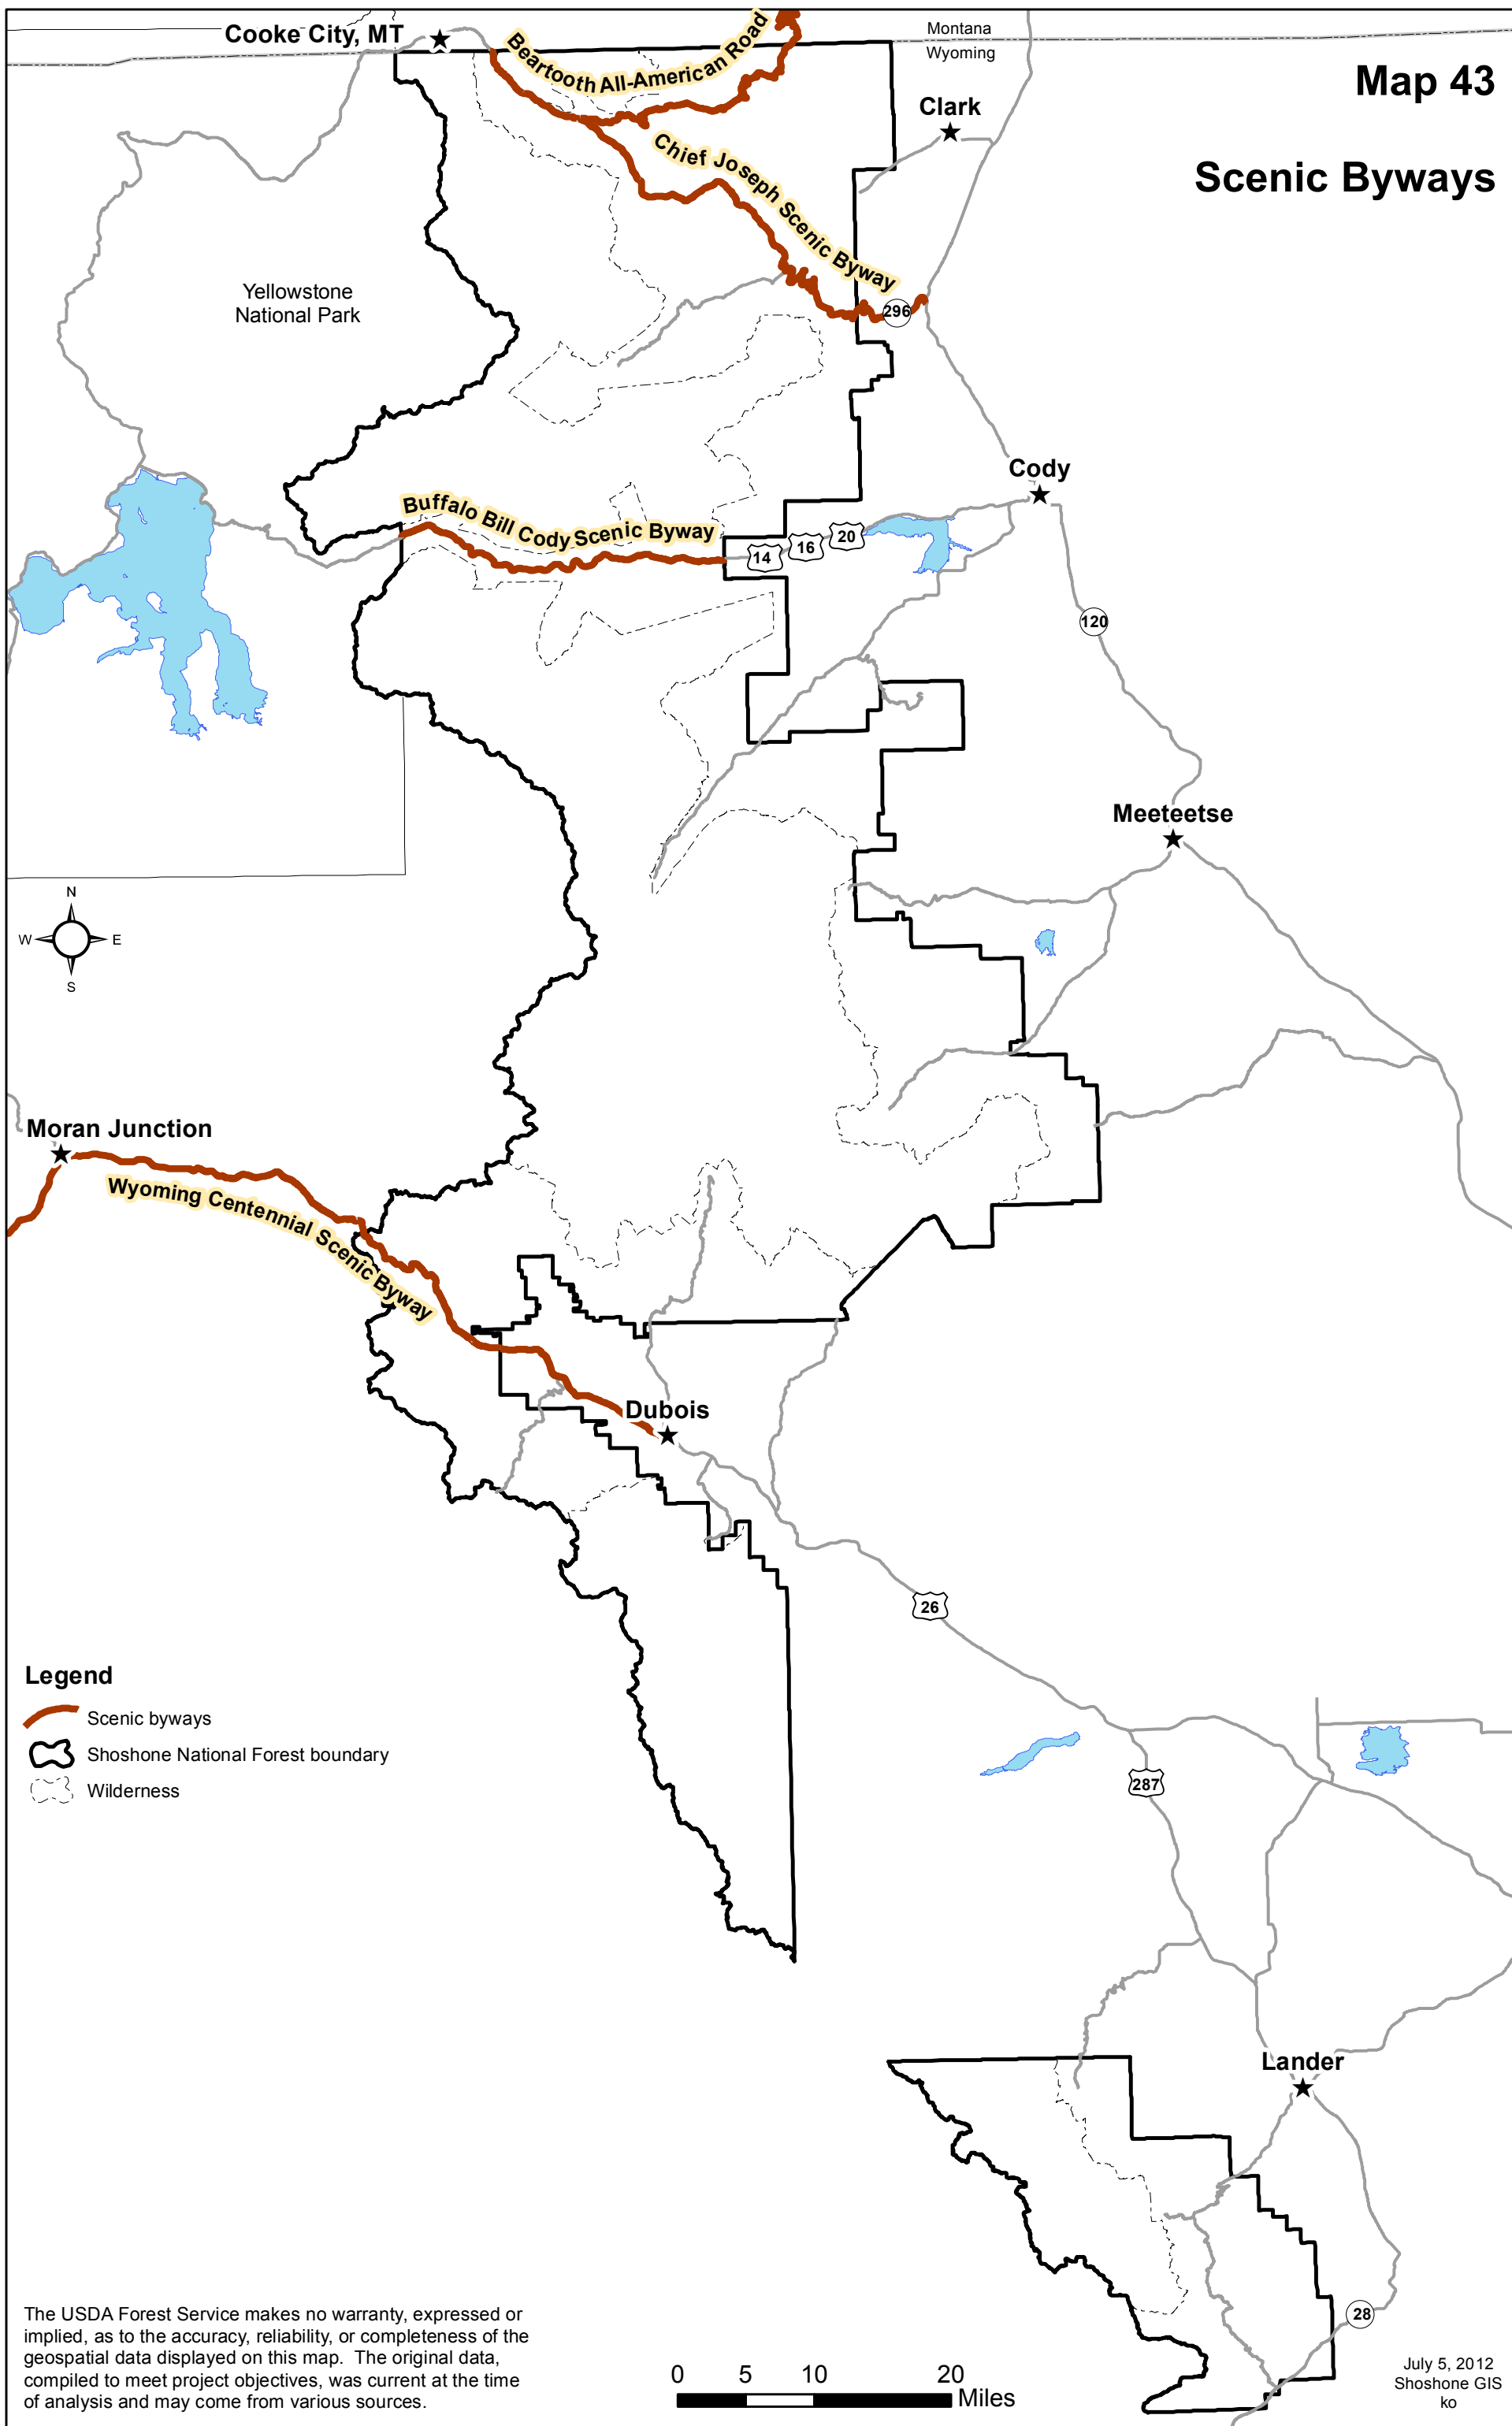 Cooke City, MT
Beartooth All-American Road
Montana
Wyoming
Map 43
Clark
Scenic Byways
Chief Joseph Scenic Byway
Yellowstone
National Park
296
Cody
Buffalo Bill Cody Scenic Byway
14
16
20
120
Meeteetse
N
W
E
S
Moran Junction
Wyoming Centennial Scenic Byway
Dubois
26
Legend
Scenic byways
Shoshone National Forest boundary
Wilderness
287
Lander
28
The USDA Forest Service makes no warranty, expressed or
implied, as to the accuracy, reliability, or completeness of the
geospatial data displayed on this map.  The original data,
compiled to meet project objectives, was current at the time
of analysis and may come from various sources.
0 5 10 20
Miles
July 5, 2012
Shoshone GIS
ko